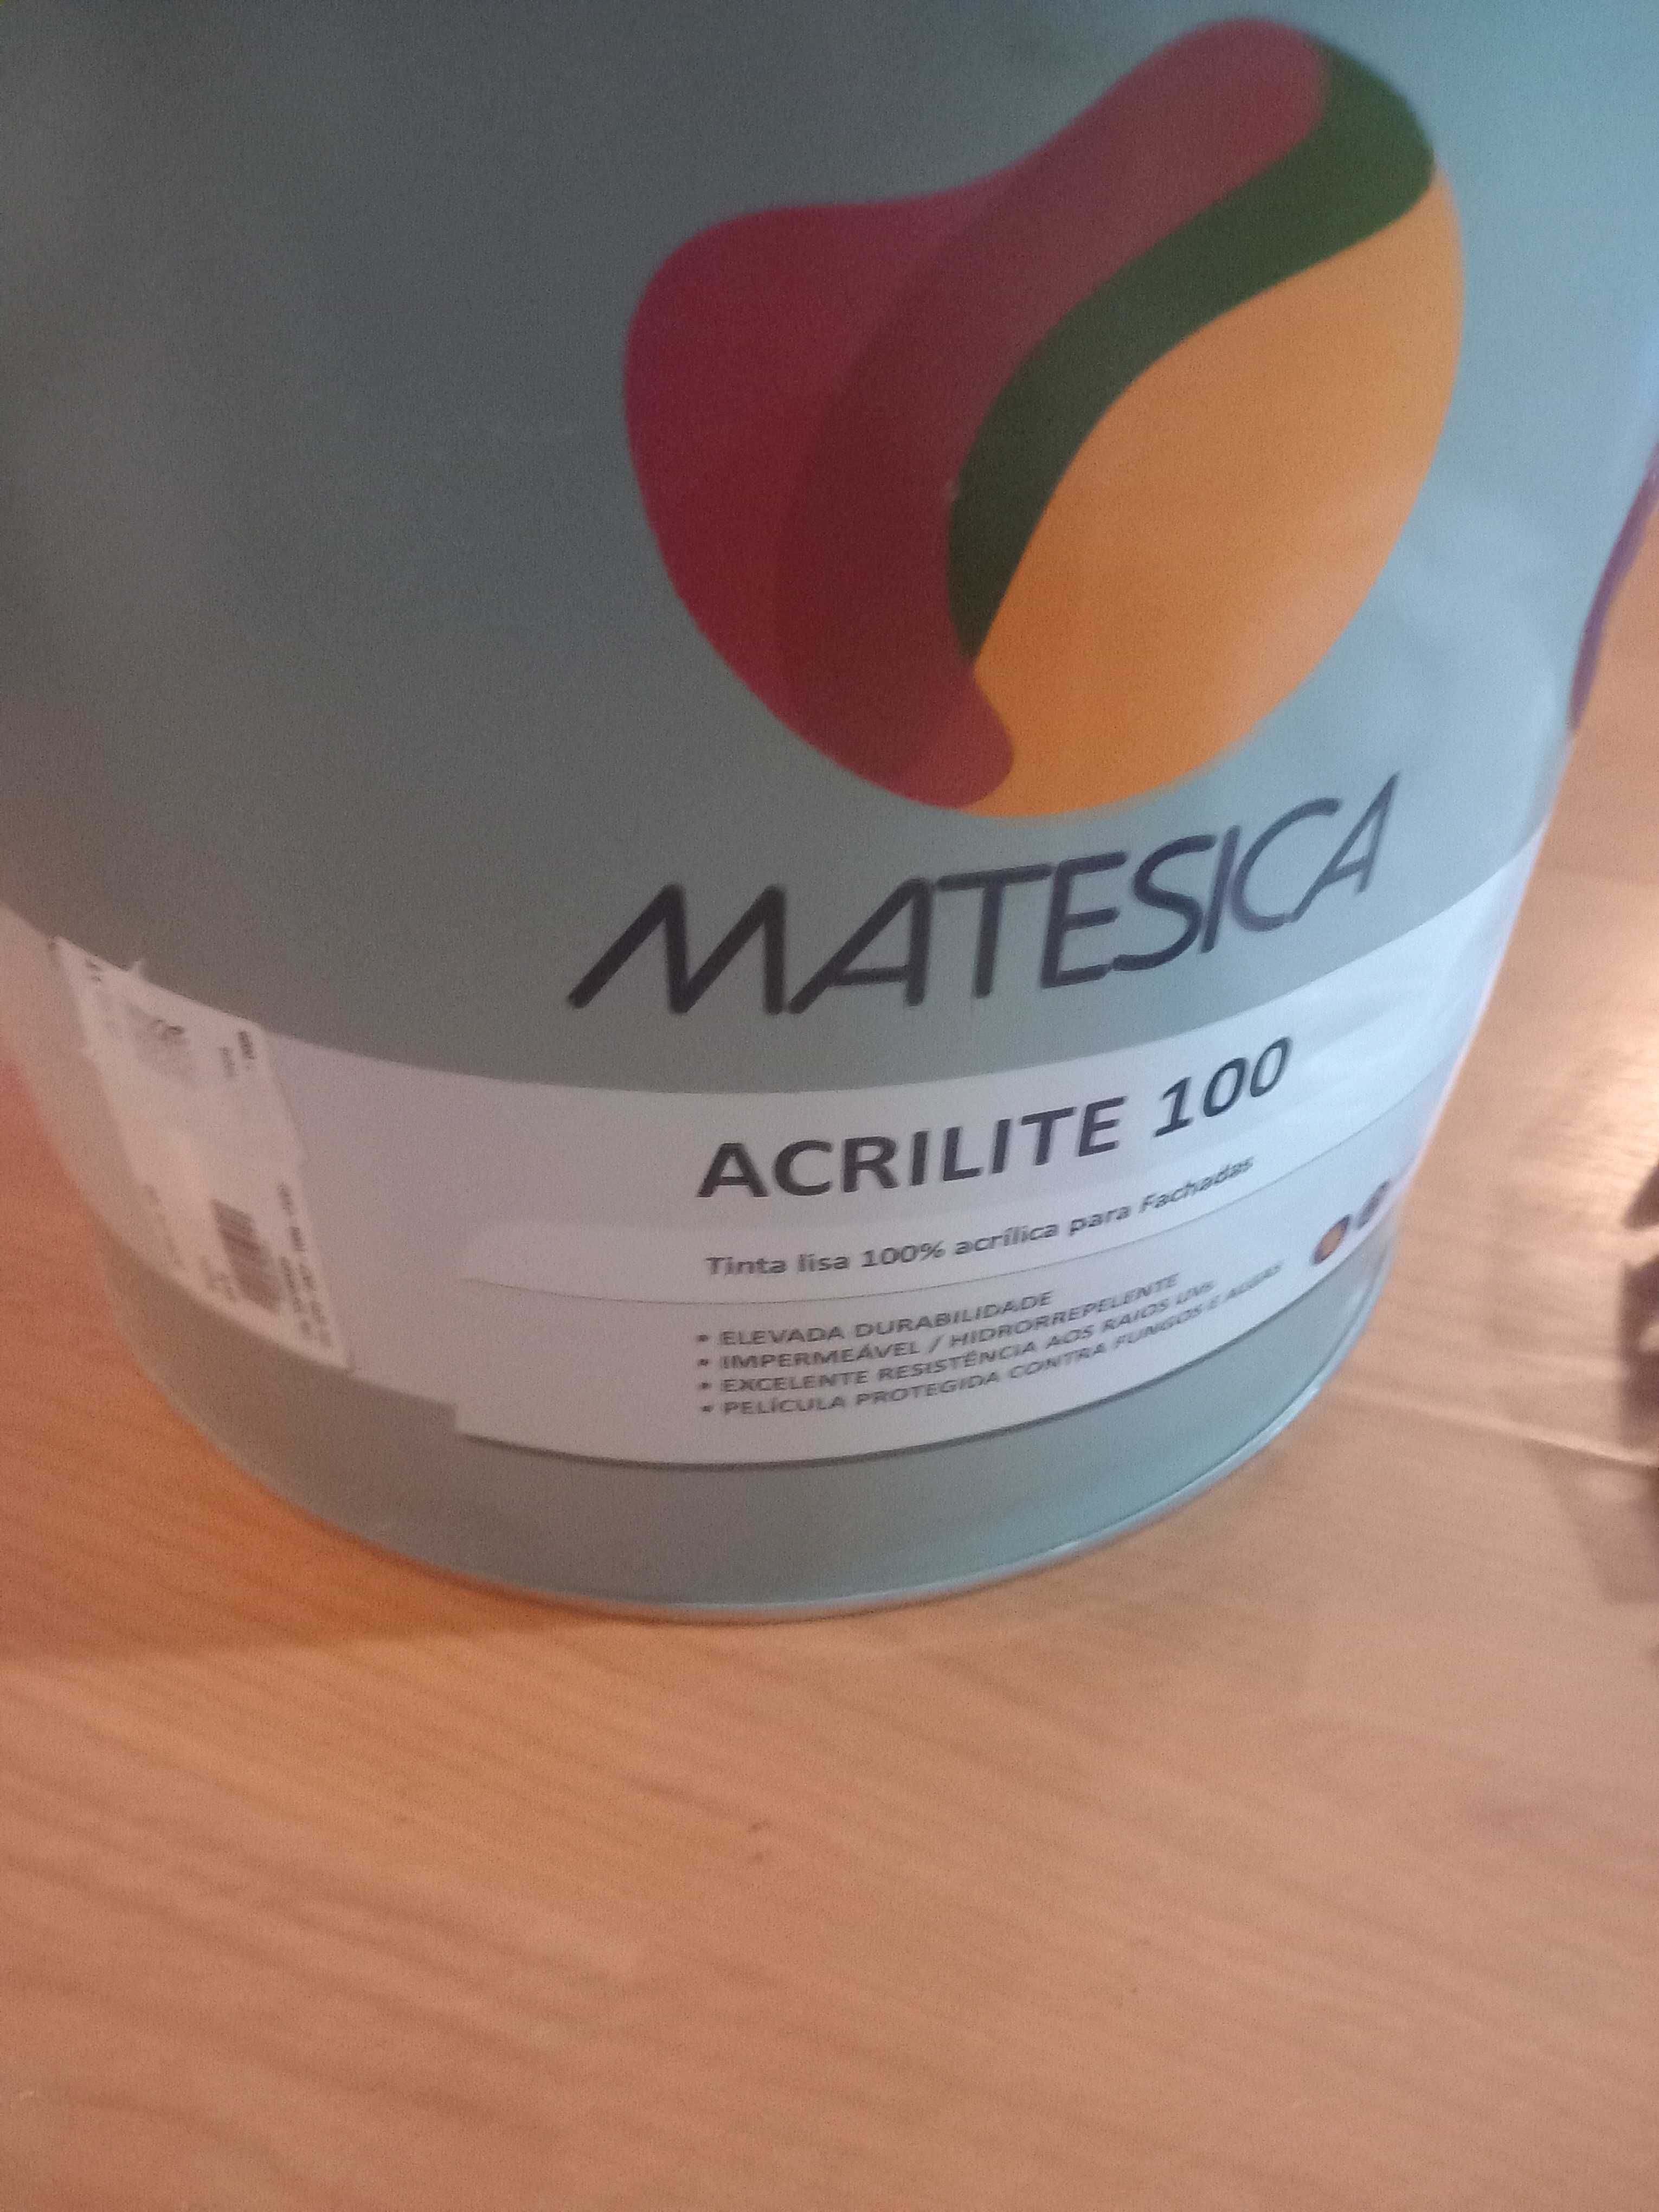 MATESICA
ACRILITE 100
Tinta lisa 100% acrílica para Fachadas
• ELEVADA DURABILIDADE
• IMPERMEÁVEL / HIDRORREPELENTE
• EXCELENTE RESISTÊNCIA AOS RAIOS UVs
• PELÍCULA PROTEGIDA CONTRA FUNGOS E ALGAS